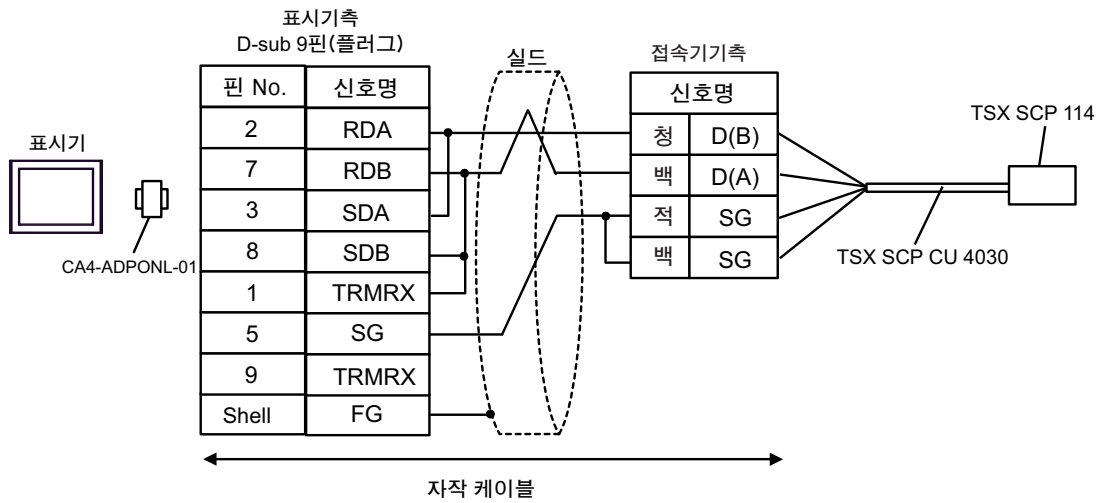 표시기측
D-sub 9핀(플러그)
실드
접속기기측
핀 No. 신호명
신호명
2 RDA
7 RDB
3 SDA
8 SDB
1 TRMRX
5 SG
9 TRMRX
Shell FG
청 D(B)
백 D(A)
적 SG
백 SG
TSX SCP 114
표시기
CA4-ADPONL-01
TSX SCP CU 4030
자작 케이블